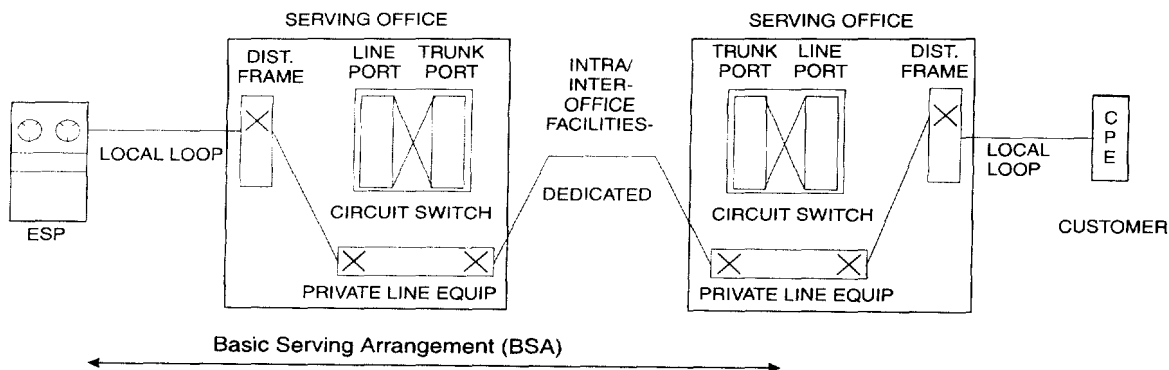 SERVING OFFICE
SERVING OFFICE
DIST.
FRAME
LINE
PORT
TRUNK
PORT
INTRA/
INTER-
OFFICE
FACILITIES-
TRUNK
PORT
LINE
PORT
DIST.
FRAME
CPE
LOCAL LOOP
LOCAL
LOOP
DEDICATED
CIRCUIT SWITCH
CIRCUIT SWITCH
ESP
CUSTOMER
PRIVATE LINE EQUIP
PRIVATE LINE EQUIP
Basic Serving Arrangement (BSA)